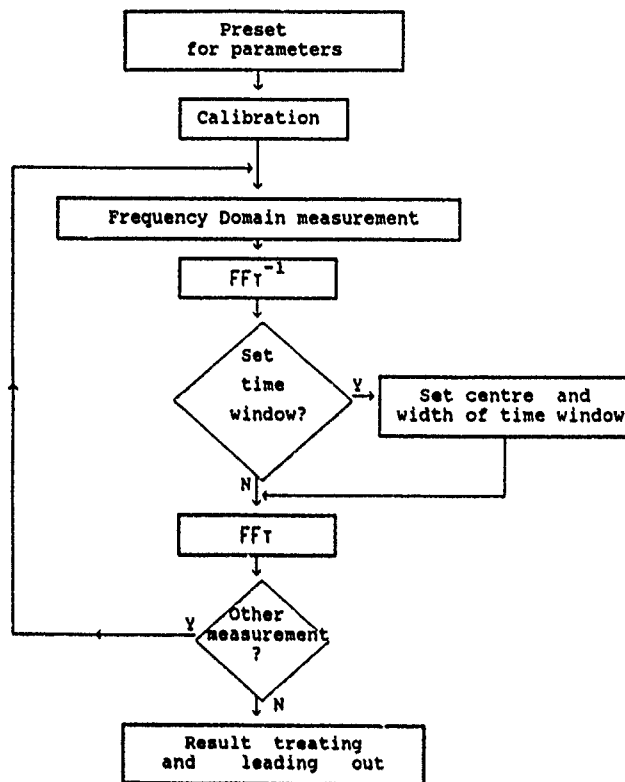 Preset
for parameters
Calibration
Frequency Domain measurement
FFT⁻¹
Set
time
window?
Y
Set centre and
width of time window
N
FFT
Other
measurement
?
Y
N
Result treating
and leading out